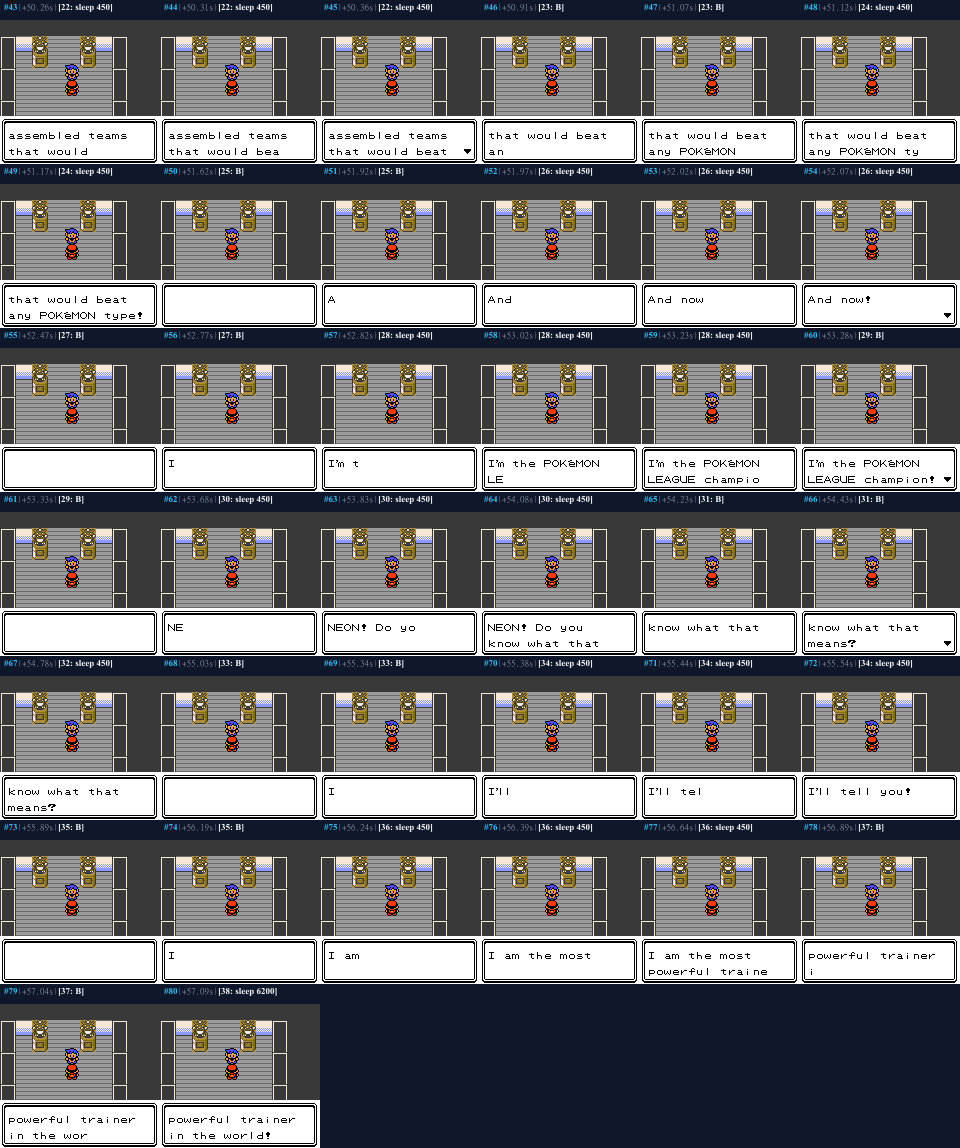 #43|+50.26s| [22: sleep 450]
#44|+50.31s| [22: sleep 450]
#45|+50.36s| [22: sleep 450]
#46|+50.91s| [23: B]
#47|+51.07s| [23: B]
#48|+51.12s| [24: sleep 450]
assembled teams
that would
assembled teams
that would bea
assembled teams
that would beat ▼
that would beat
an
that would beat
any POKéMON
that would beat
any POKéMON ty
#49|+51.17s| [24: sleep 450]
#50|+51.62s| [25: B]
#51|+51.92s| [25: B]
#52|+51.97s| [26: sleep 450]
#53|+52.02s| [26: sleep 450]
#54|+52.07s| [26: sleep 450]
that would beat
any POKéMON type!
A
And
And now
And now!
▼
#55|+52.47s| [27: B]
#56|+52.77s| [27: B]
#57|+52.82s| [28: sleep 450]
#58|+53.02s| [28: sleep 450]
#59|+53.23s| [28: sleep 450]
#60|+53.28s| [29: B]
I
I'm t
I'm the POKéMON
LE
I'm the POKéMON
LEAGUE champio
I'm the POKéMON
LEAGUE champion! ▼
#61|+53.33s| [29: B]
#62|+53.68s| [30: sleep 450]
#63|+53.83s| [30: sleep 450]
#64|+54.08s| [30: sleep 450]
#65|+54.23s| [31: B]
#66|+54.43s| [31: B]
NE
NEON! Do yo
NEON! Do you
know what that
know what that
know what that
means? ▼
#67|+54.78s| [32: sleep 450]
#68|+55.03s| [33: B]
#69|+55.34s| [33: B]
#70|+55.38s| [34: sleep 450]
#71|+55.44s| [34: sleep 450]
#72|+55.54s| [34: sleep 450]
know what that
means?
I
I'll
I'll tel
I'll tell you!
#73|+55.89s| [35: B]
#74|+56.19s| [35: B]
#75|+56.24s| [36: sleep 450]
#76|+56.39s| [36: sleep 450]
#77|+56.64s| [36: sleep 450]
#78|+56.89s| [37: B]
I
I am
I am the most
I am the most
powerful traine
powerful trainer
i
#79|+57.04s| [37: B]
#80|+57.09s| [38: sleep 6200]
powerful trainer
in the wor
powerful trainer
in the world!